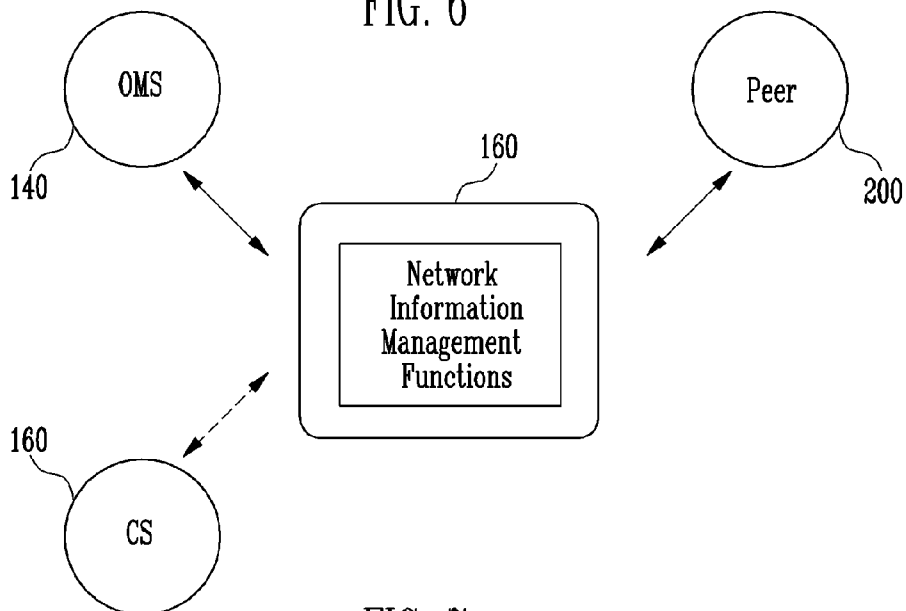 FIG. 6
OMS
Peer
140
160
200
Network
Information
Management
Functions
160
CS